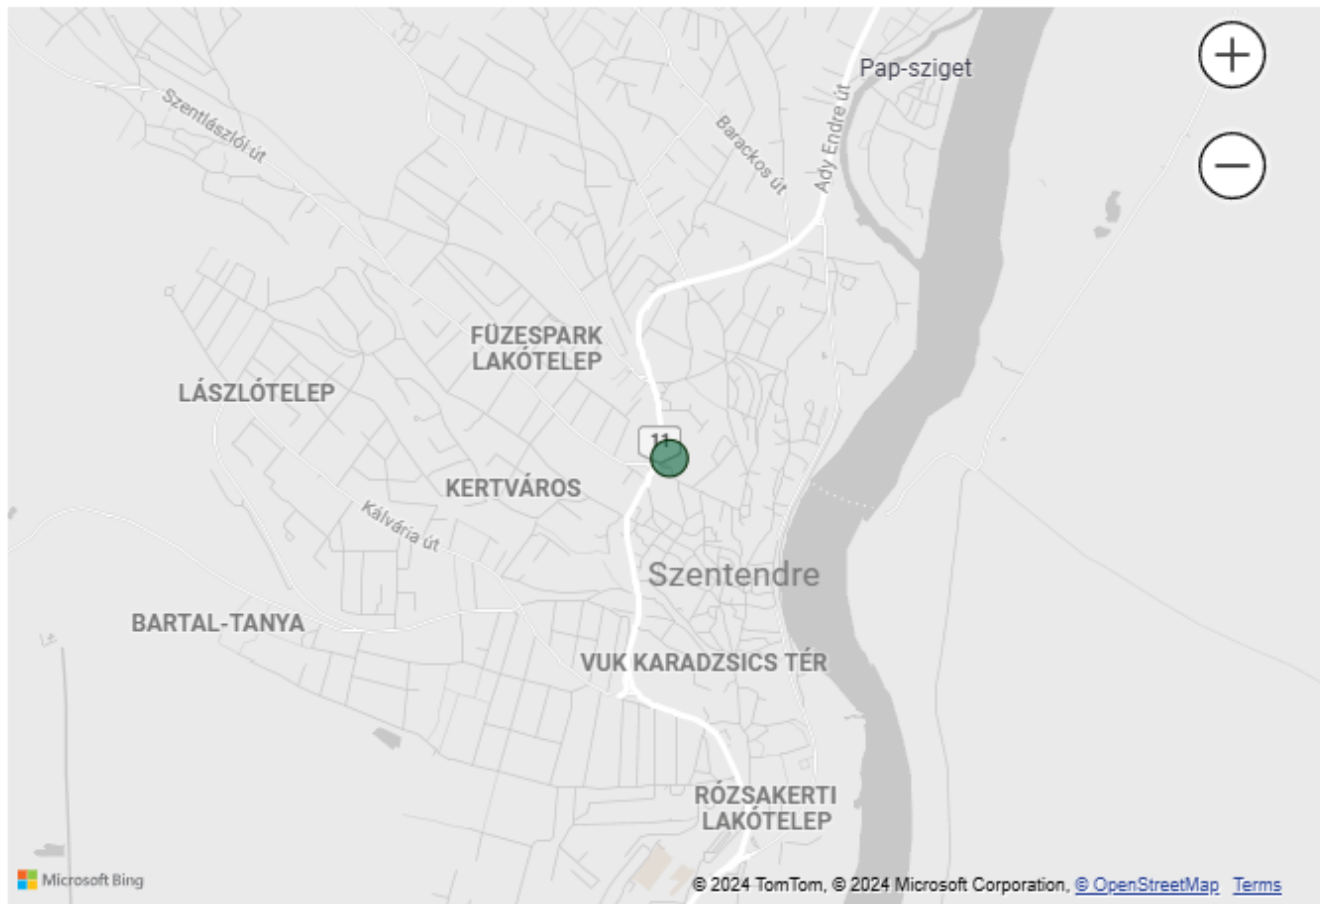 Pap-sziget
Szentlászlói út
Barackos út
Ady Endre út
FÜZESPARK
LAKÓTELEP
LÁSZLÓTELEP
11
KERTVÁROS
Kálvária út
Szentendre
BARTAL-TANYA
VUK KARADZSICS TÉR
RÓZSAKERTI
LAKÓTELEP
Microsoft Bing
© 2024 TomTom, © 2024 Microsoft Corporation, © OpenStreetMap Terms